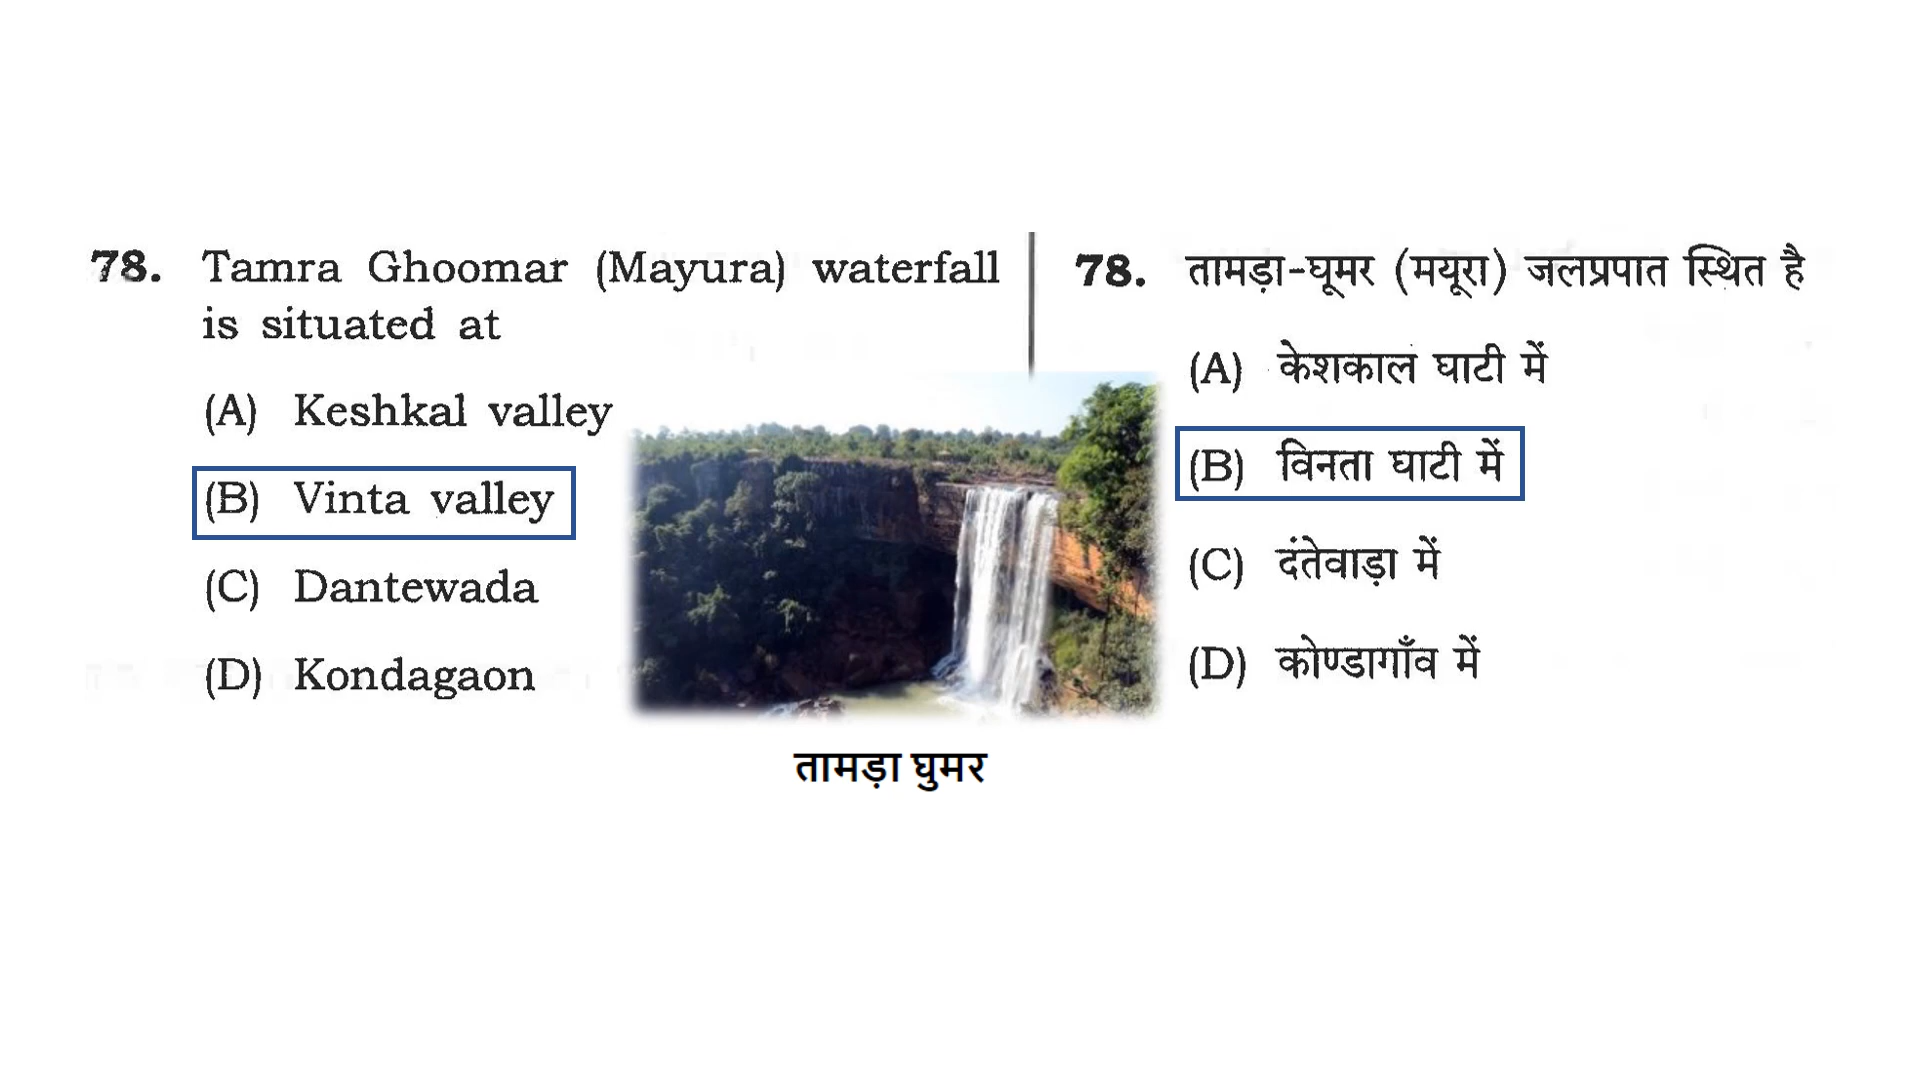 78. Tamra Ghoomar (Mayura) waterfall
is situated at
(A) Keshkal valley
(B) Vinta valley
(C) Dantewada
(D) Kondagaon
78. तामड़ा-घूमर (मयूरा) जलप्रपात स्थित है
(A) केशकाल घाटी में
(B) विनता घाटी में
(C) दंतेवाड़ा में
(D) कोण्डागाँव में
तामड़ा घुमर